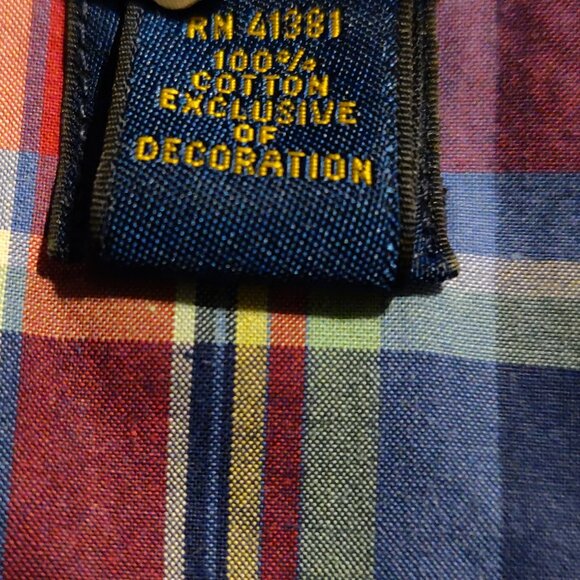 RN 41381
100%
COTTON
EXCLUSIVE
OF
DECORATION